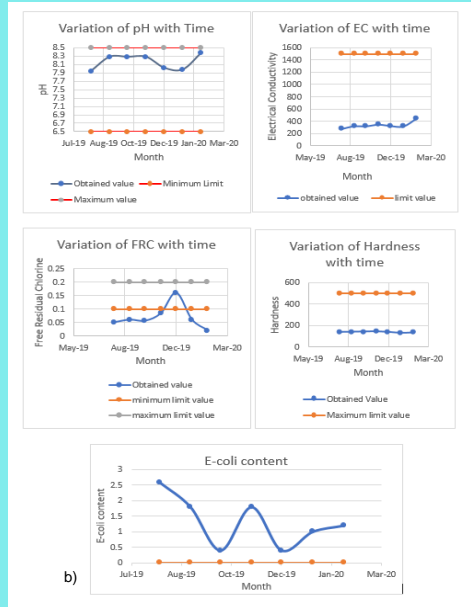 Variation of pH with Time
8.5
8.3
8.1
7.9
7.7
7.5
7.3
7.1
6.9
6.7
6.5
pH
Jul-19 Aug-19 Oct-19 Dec-19 Jan-20 Mar-20
Month
Obtained value Minimum Limit
Maximum value
Variation of EC with time
1600
1400
1200
1000
800
600
400
200
0
Electrical Conductivity
May-19 Aug-19 Dec-19 Mar-20
Month
obtained value limit value
Variation of FRC with time
0.25
0.2
0.15
0.1
0.05
0
Free Residual Chlorine
May-19 Aug-19 Dec-19 Mar-20
Month
Obtained value
minimum limit value
maximum limit value
Variation of Hardness
with time
600
400
200
0
Hardness
May-19 Aug-19 Dec-19 Mar-20
Month
Obtained Value
Maximum limit value
E-coli content
3
2.5
2
1.5
1
0.5
0
E-coli content
Jul-19 Aug-19 Oct-19 Dec-19 Jan-20 Mar-20
Month
b)